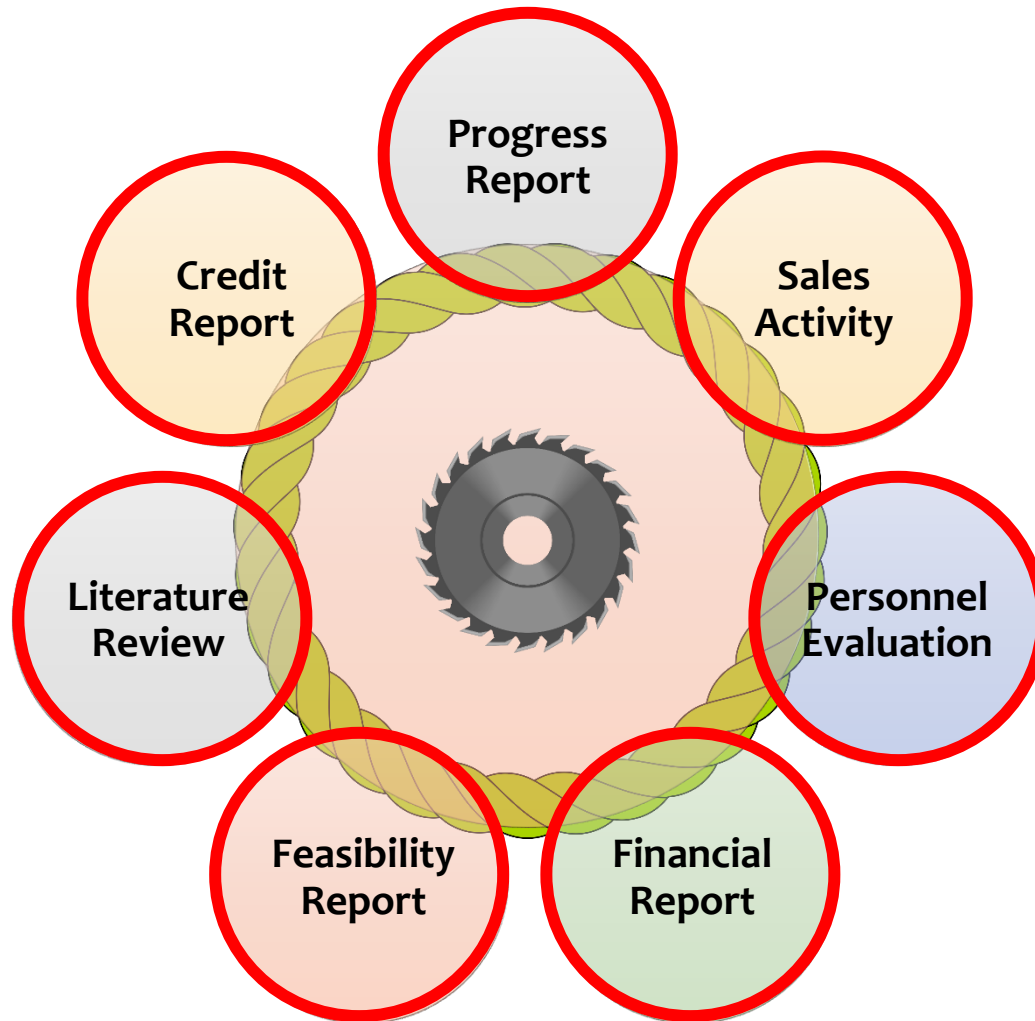 Progress
Report
Sales
Activity
Personnel
Evaluation
Financial
Report
Feasibility
Report
Literature
Review
Credit
Report